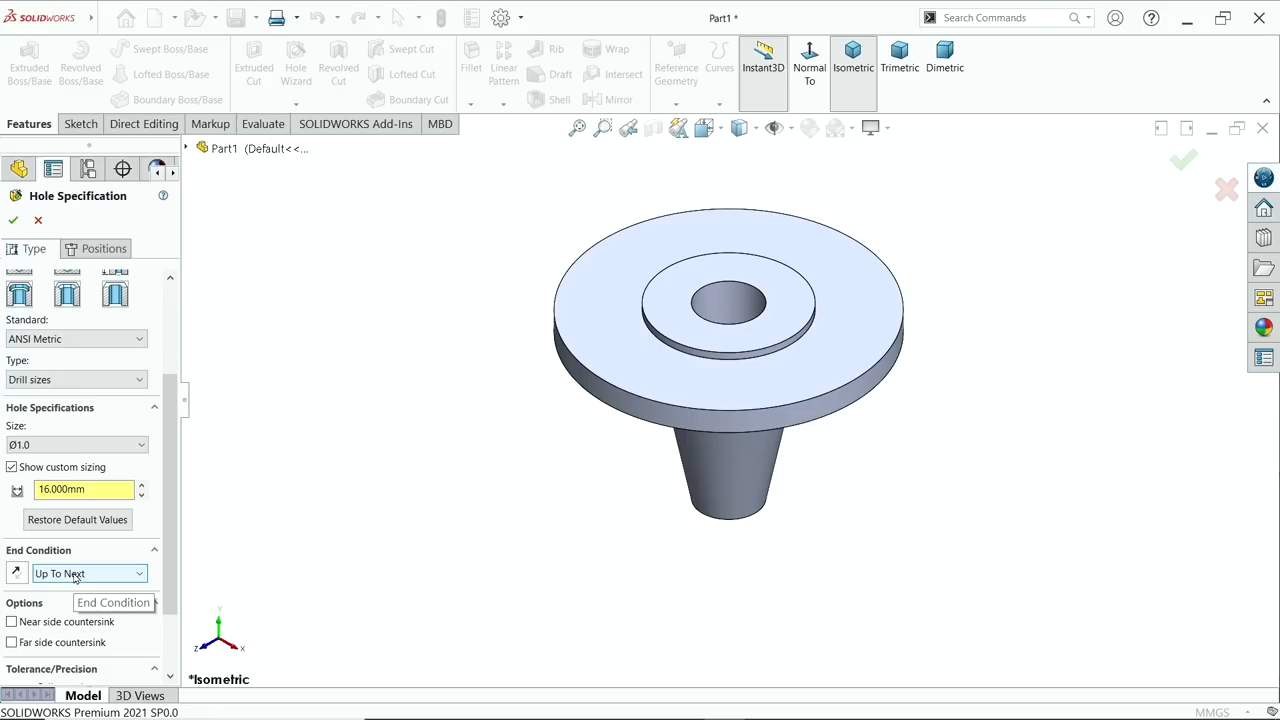 SOLIDWORKS
Part1 *
Search Commands
Extruded Boss/Base
Revolved Boss/Base
Swept Boss/Base
Lofted Boss/Base
Boundary Boss/Base
Extruded Cut
Hole Wizard
Revolved Cut
Swept Cut
Lofted Cut
Boundary Cut
Fillet
Linear Pattern
Rib
Draft
Shell
Wrap
Intersect
Mirror
Reference Geometry
Curves
Instant3D
Normal To
Isometric
Trimetric
Dimetric
Features
Sketch
Direct Editing
Markup
Evaluate
SOLIDWORKS Add-Ins
MBD
Part1 (Default<<...
Hole Specification
Type
Positions
Standard:
ANSI Metric
Type:
Drill sizes
Hole Specifications
Size:
Ø1.0
Show custom sizing
16.000mm
Restore Default Values
End Condition
Up To Next
End Condition
Options
Near side countersink
Far side countersink
Tolerance/Precision
Y
Z
X
*Isometric
Model
3D Views
SOLIDWORKS Premium 2021 SP0.0
MMGS